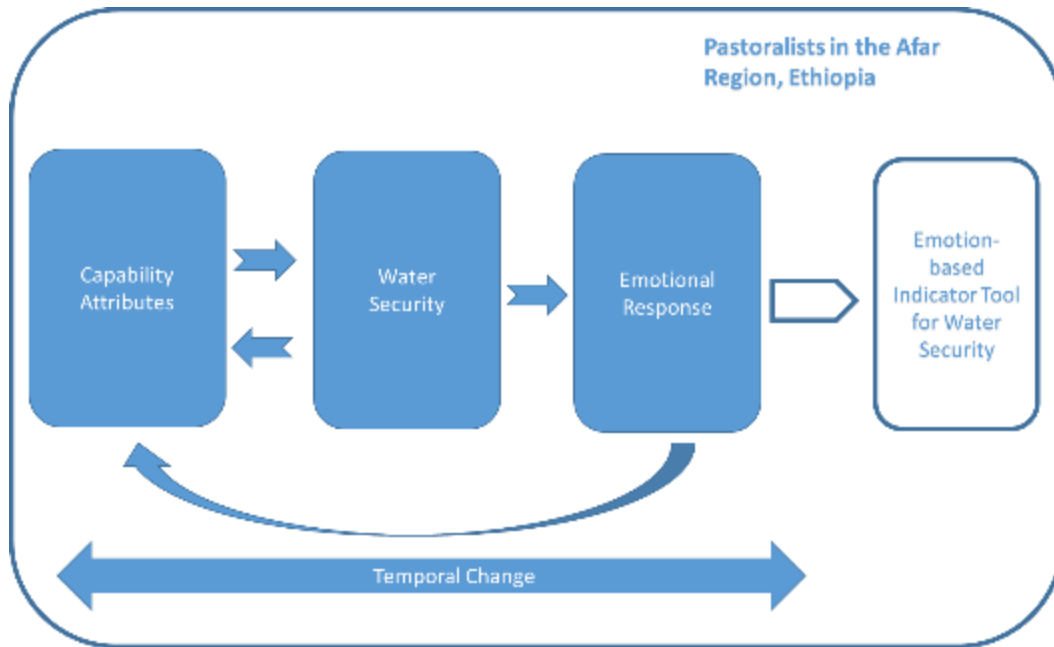 Pastoralists in the Afar
Region, Ethiopia
Capability
Attributes
Water
Security
Emotional
Response
Emotion-
based
Indicator Tool
for Water
Security
Temporal Change